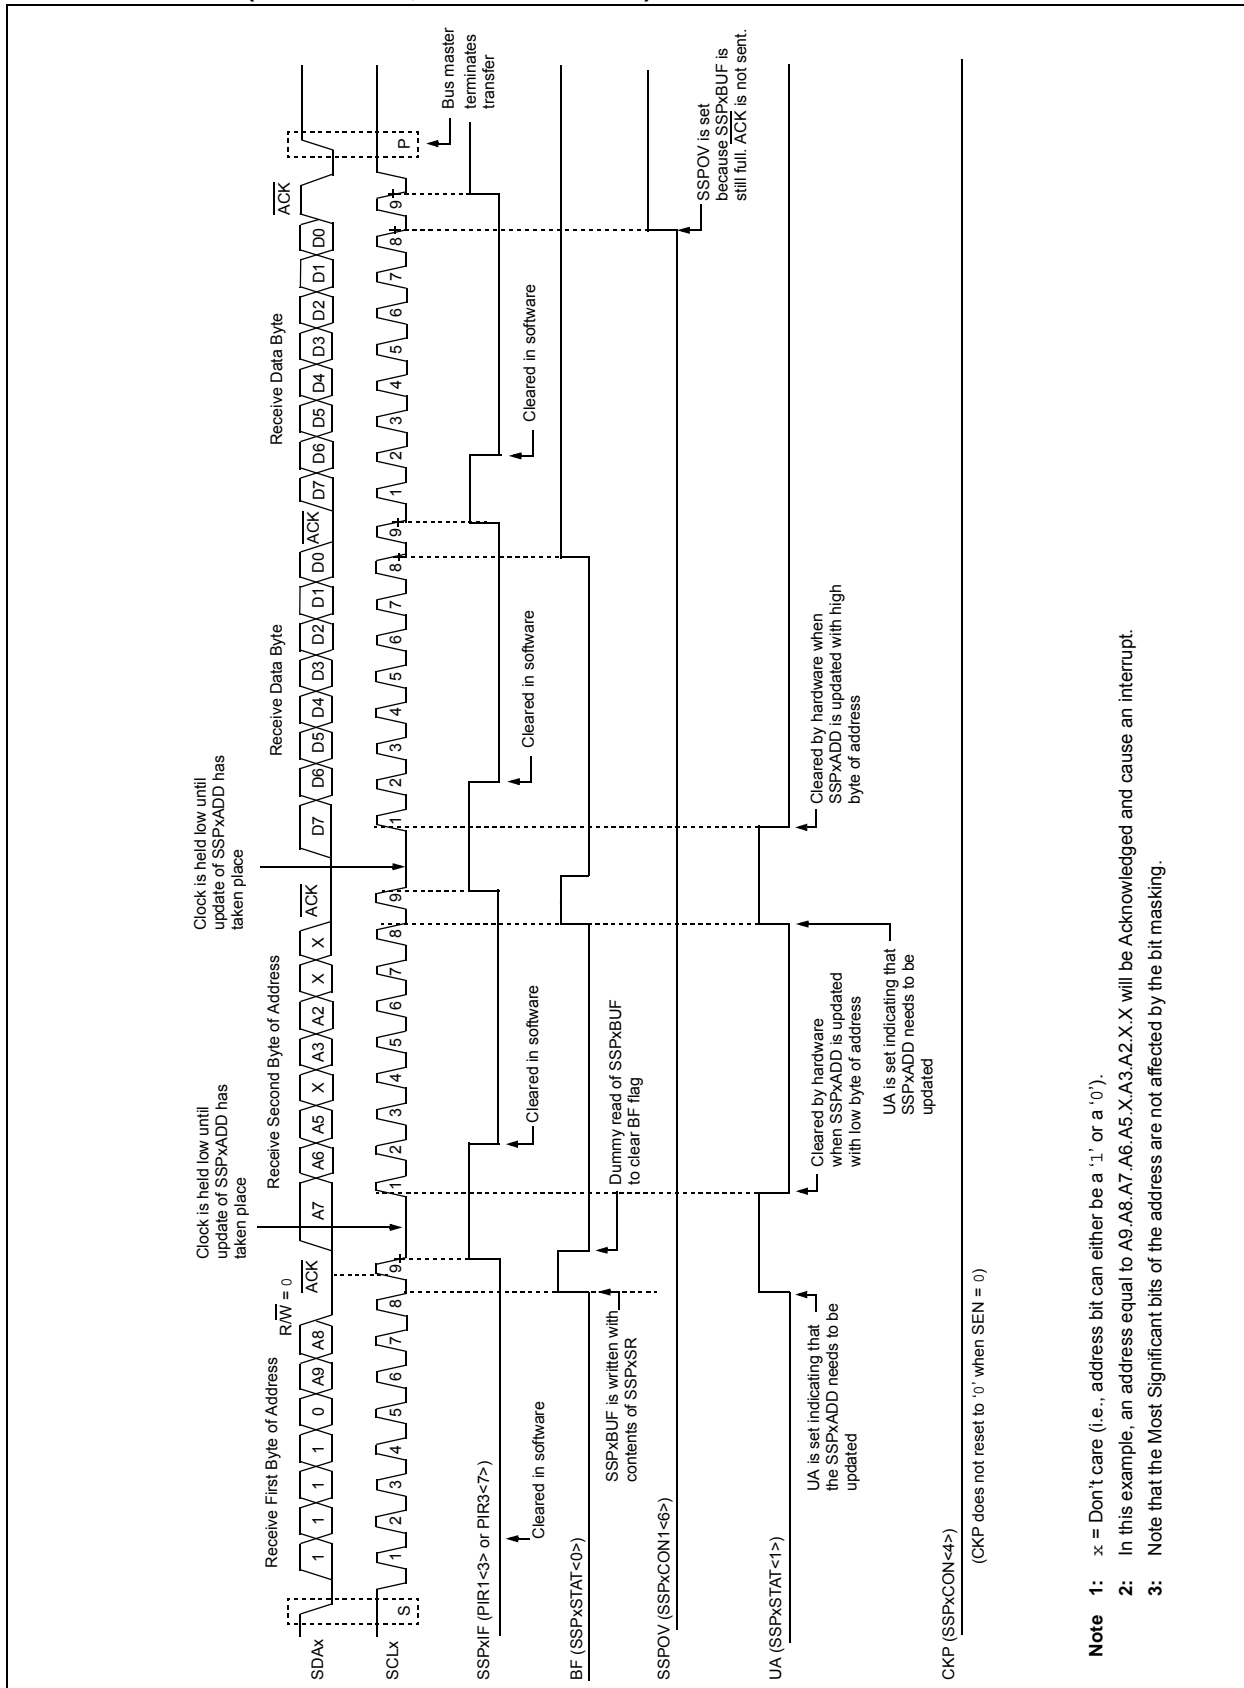 Receive First Byte of Address
R/W = 0
ACK
Clock is held low until
update of SSPxADD has
taken place
Receive Second Byte of Address
ACK
Clock is held low until
update of SSPxADD has
taken place
Receive Data Byte
ACK
Receive Data Byte
ACK
SDAx
1 1 1 1 0 A9 A8
A7 A6 A5 X A3 A2 X X
D7 D6 D5 D4 D3 D2 D1 D0
D7 D6 D5 D4 D3 D2 D1 D0
SCLx
S
1 2 3 4 5 6 7 8 9
1 2 3 4 5 6 7 8 9
1 2 3 4 5 6 7 8 9
1 2 3 4 5 6 7 8 9
P
Bus master
terminates
transfer
SSPxIF (PIR1<3> or PIR3<7>)
Cleared in software
Cleared in software
Cleared in software
Cleared in software
BF (SSPxSTAT<0>)
SSPxBUF is written with
contents of SSPxSR
Dummy read of SSPxBUF
to clear BF flag
SSPOV (SSPxCON1<6>)
SSPOV is set
because SSPxBUF is
still full. ACK is not sent.
UA (SSPxSTAT<1>)
UA is set indicating that
the SSPxADD needs to be
updated
Cleared by hardware
when SSPxADD is updated
with low byte of address
UA is set indicating that
SSPxADD needs to be
updated
Cleared by hardware when
SSPxADD is updated with high
byte of address
CKP (SSPxCON<4>)
(CKP does not reset to ‘0’ when SEN = 0)
Note 1: x = Don’t care (i.e., address bit can either be a ‘1’ or a ‘0’).
2: In this example, an address equal to A9.A8.A7.A6.A5.X.A3.A2.X.X will be Acknowledged and cause an interrupt.
3: Note that the Most Significant bits of the address are not affected by the bit masking.